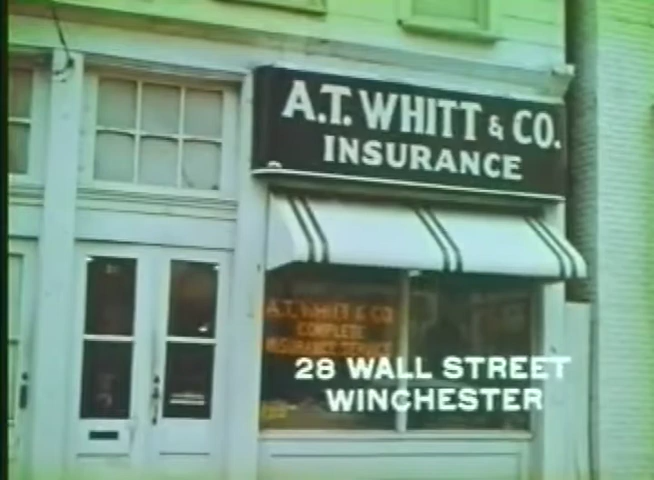 A.T. WHITT & CO.
INSURANCE
A.T. WHITT & CO
COMPLETE
INSURANCE SERVICE
28 WALL STREET
WINCHESTER